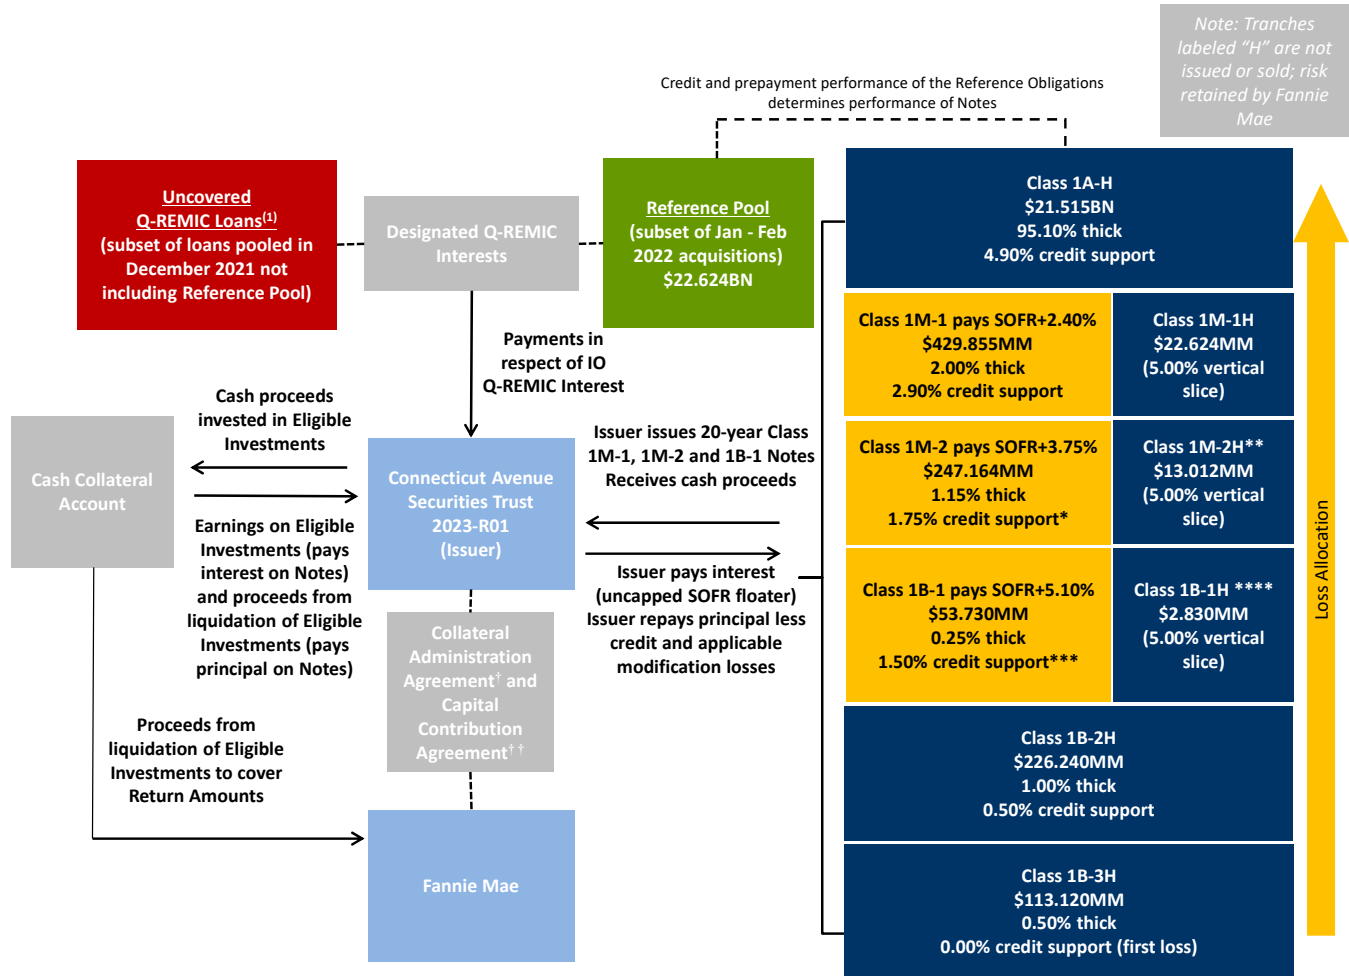 Note: Tranches
labeled “H” are not
issued or sold; risk
retained by Fannie
Mae
Credit and prepayment performance of the Reference Obligations
determines performance of Notes
Uncovered
Q-REMIC Loans(1)
(subset of loans pooled in
December 2021 not
including Reference Pool)
Designated Q-REMIC
Interests
Reference Pool
(subset of Jan - Feb
2022 acquisitions)
$22.624BN
Class 1A-H
$21.515BN
95.10% thick
4.90% credit support
Payments in
respect of IO
Q-REMIC Interest
Class 1M-1 pays SOFR+2.40%
$429.855MM
2.00% thick
2.90% credit support
Class 1M-1H
$22.624MM
(5.00% vertical
slice)
Cash proceeds
invested in Eligible
Investments
Cash Collateral
Account
Connecticut Avenue
Securities Trust
2023-R01
(Issuer)
Issuer issues 20-year Class
1M-1, 1M-2 and 1B-1 Notes
Receives cash proceeds
Class 1M-2 pays SOFR+3.75%
$247.164MM
1.15% thick
1.75% credit support*
Class 1M-2H**
$13.012MM
(5.00% vertical
slice)
Earnings on Eligible
Investments (pays
interest on Notes)
and proceeds from
liquidation of Eligible
Investments (pays
principal on Notes)
Issuer pays interest
(uncapped SOFR floater)
Issuer repays principal less
credit and applicable
modification losses
Class 1B-1 pays SOFR+5.10%
$53.730MM
0.25% thick
1.50% credit support***
Class 1B-1H ****
$2.830MM
(5.00% vertical
slice)
Loss Allocation
Collateral
Administration
Agreement† and
Capital
Contribution
Agreement† †
Proceeds from
liquidation of Eligible
Investments to cover
Return Amounts
Class 1B-2H
$226.240MM
1.00% thick
0.50% credit support
Fannie Mae
Class 1B-3H
$113.120MM
0.50% thick
0.00% credit support (first loss)